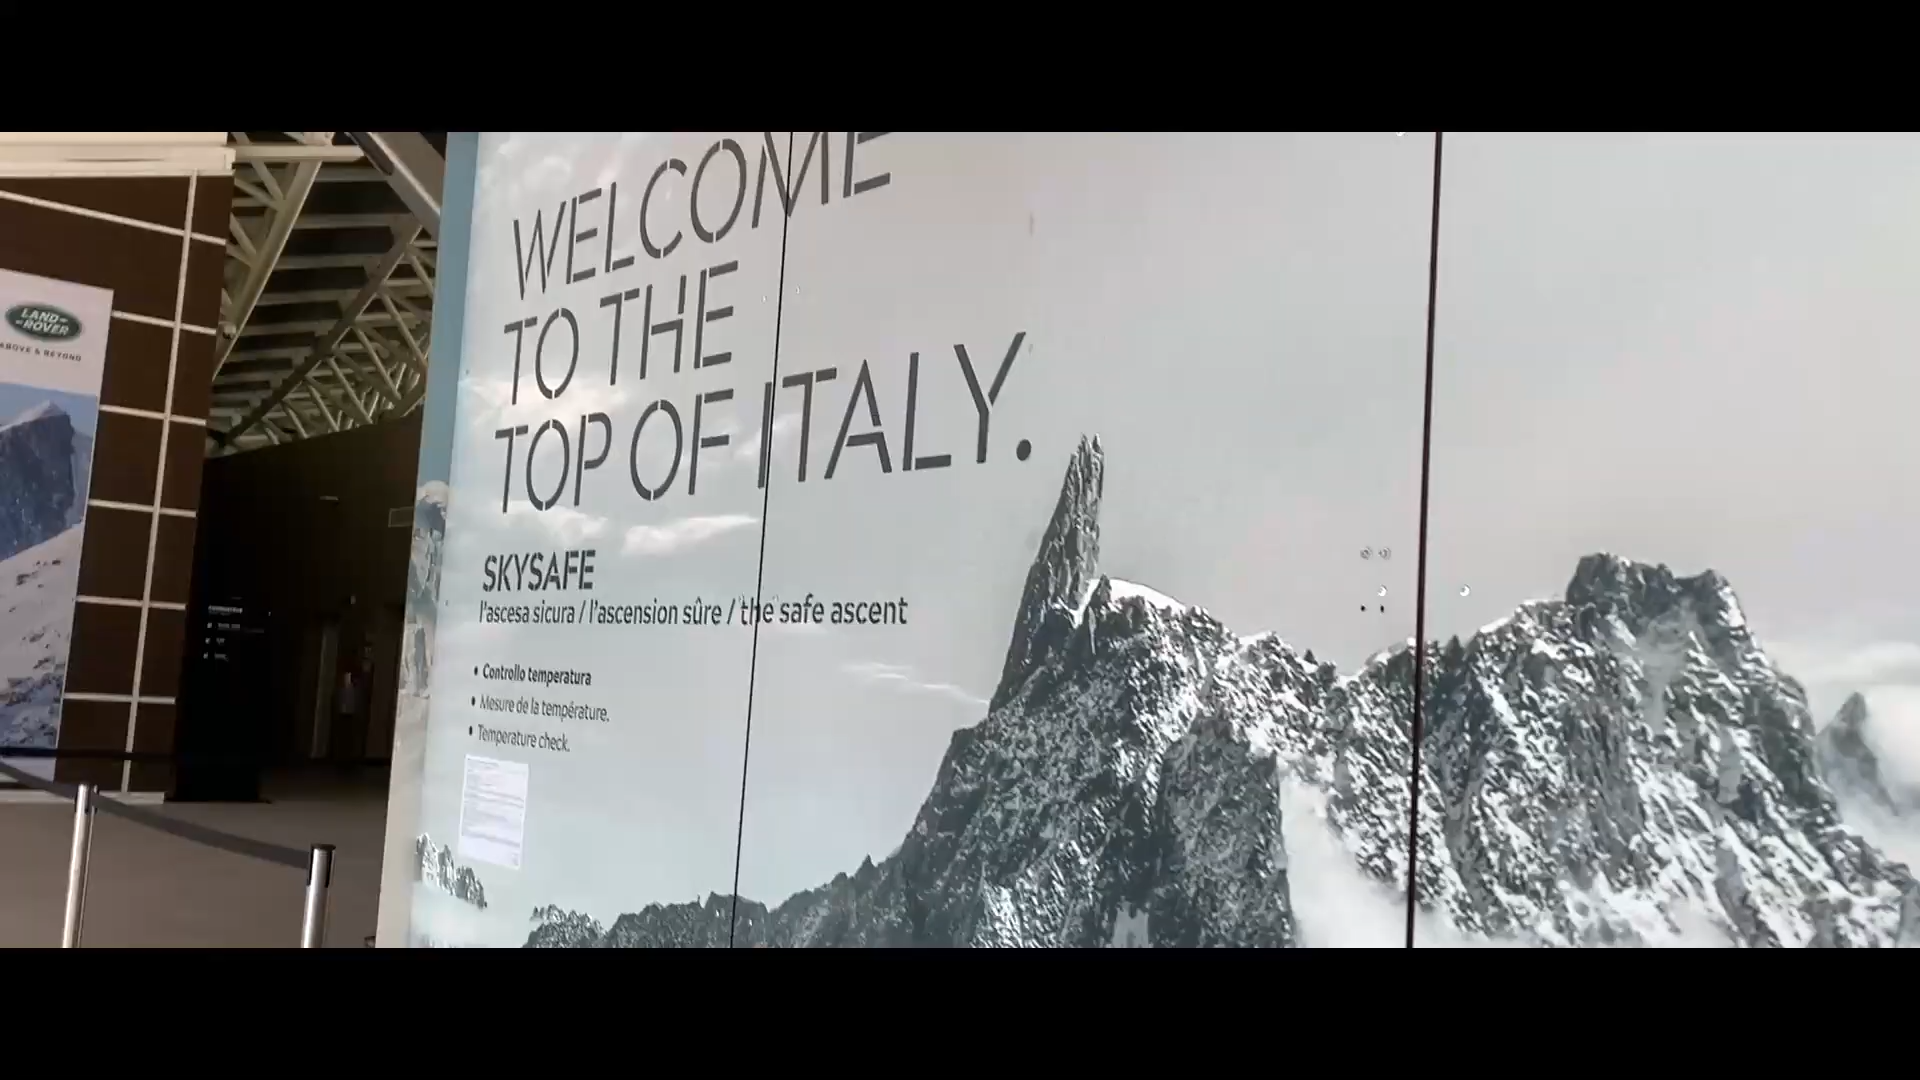 WELCOME
TO THE
TOP OF ITALY.
SKYSAFE
l'ascesa sicura / l'ascension sûre / the safe ascent
• Controllo temperatura
• Mesure de la température.
• Temperature check.
LAND-
-ROVER
ABOVE & BEYOND